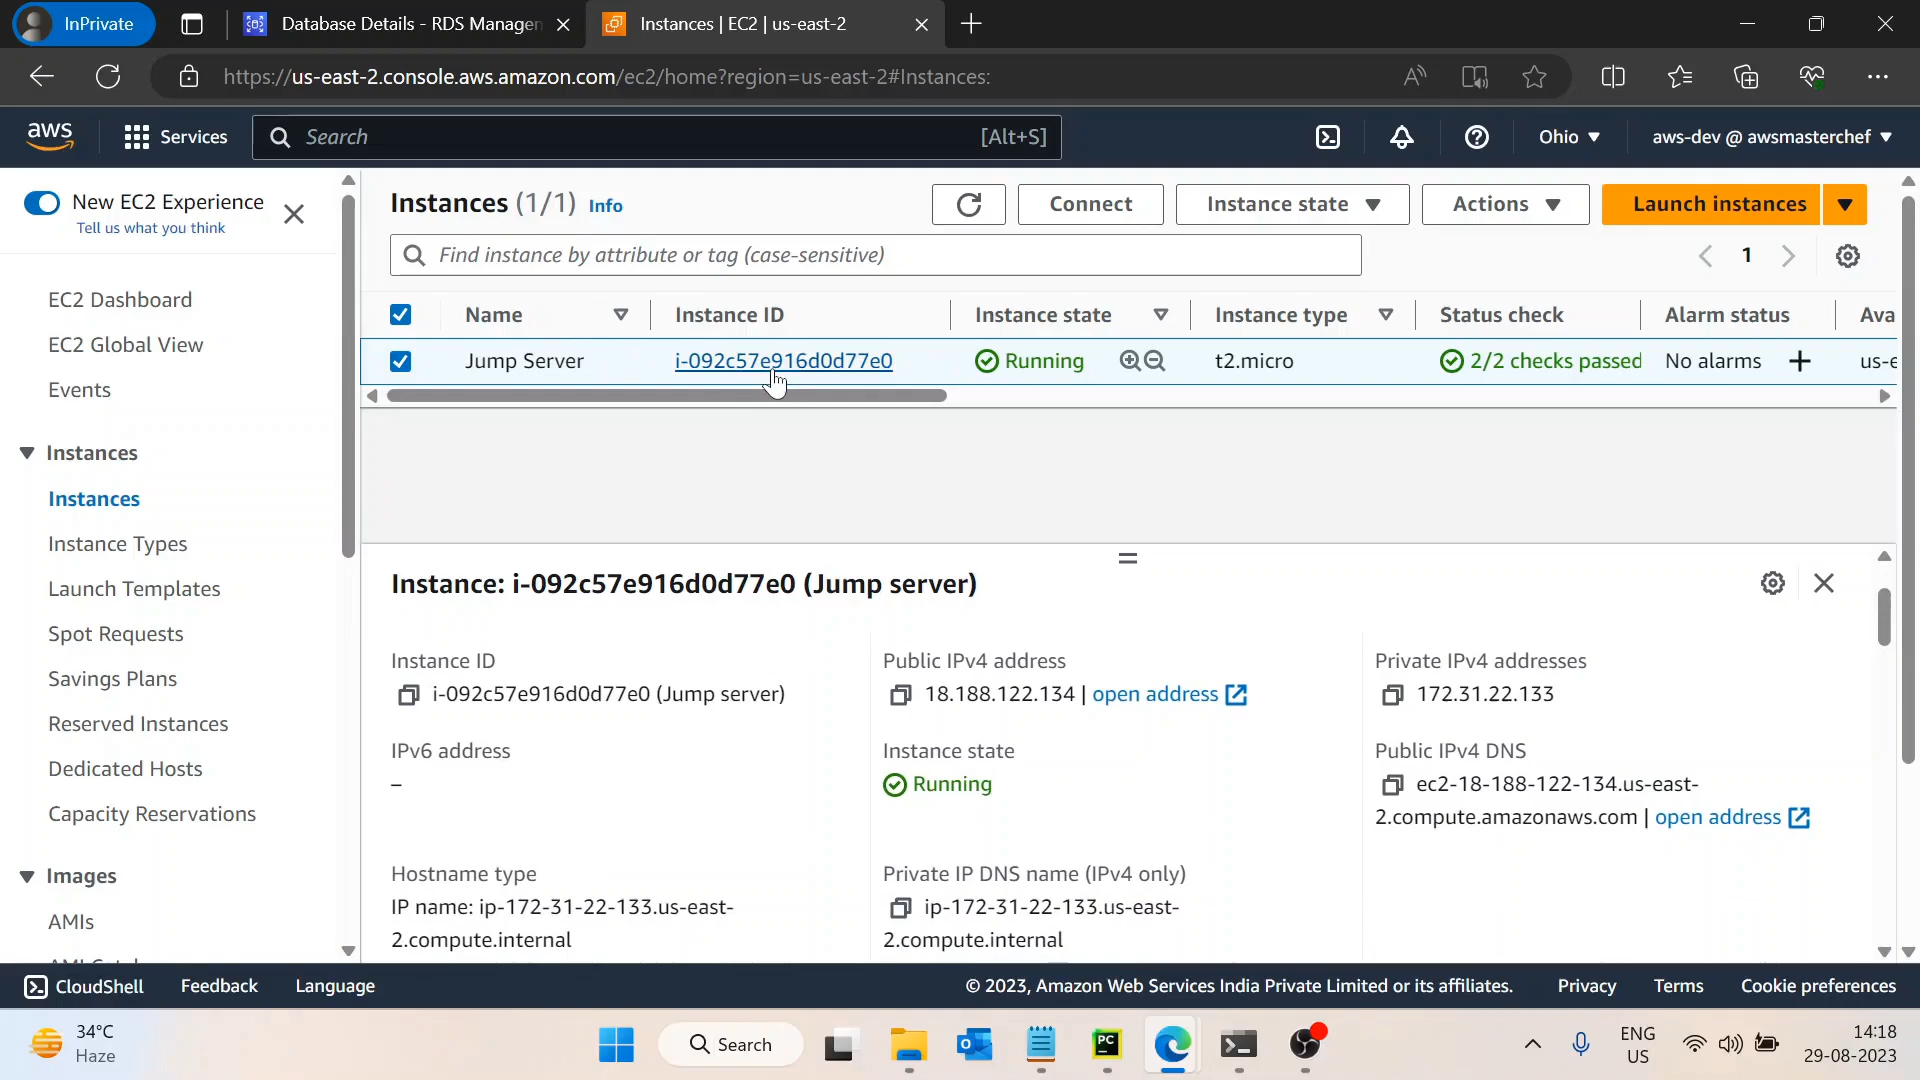 InPrivate
Database Details - RDS Managen
Instances | EC2 | us-east-2
https://us-east-2.console.aws.amazon.com/ec2/home?region=us-east-2#Instances:
aws
Services
Search
[Alt+S]
Ohio
aws-dev @ awsmasterchef
New EC2 Experience
Tell us what you think
EC2 Dashboard
EC2 Global View
Events
Instances
Instances
Instance Types
Launch Templates
Spot Requests
Savings Plans
Reserved Instances
Dedicated Hosts
Capacity Reservations
Images
AMIs
Instances (1/1) Info
Connect
Instance state
Actions
Launch instances
Find instance by attribute or tag (case-sensitive)
1
Name
Instance ID
Instance state
Instance type
Status check
Alarm status
Ava
Jump Server
i-092c57e916d0d77e0
Running
t2.micro
2/2 checks passed
No alarms
us-e
Instance: i-092c57e916d0d77e0 (Jump server)
Instance ID
i-092c57e916d0d77e0 (Jump server)
Public IPv4 address
18.188.122.134 | open address
Private IPv4 addresses
172.31.22.133
IPv6 address
–
Instance state
Running
Public IPv4 DNS
ec2-18-188-122-134.us-east-
2.compute.amazonaws.com | open address
Hostname type
IP name: ip-172-31-22-133.us-east-
2.compute.internal
Private IP DNS name (IPv4 only)
ip-172-31-22-133.us-east-
2.compute.internal
CloudShell
Feedback
Language
© 2023, Amazon Web Services India Private Limited or its affiliates.
Privacy
Terms
Cookie preferences
34°C
Haze
Search
PC
ENG
US
14:18
29-08-2023